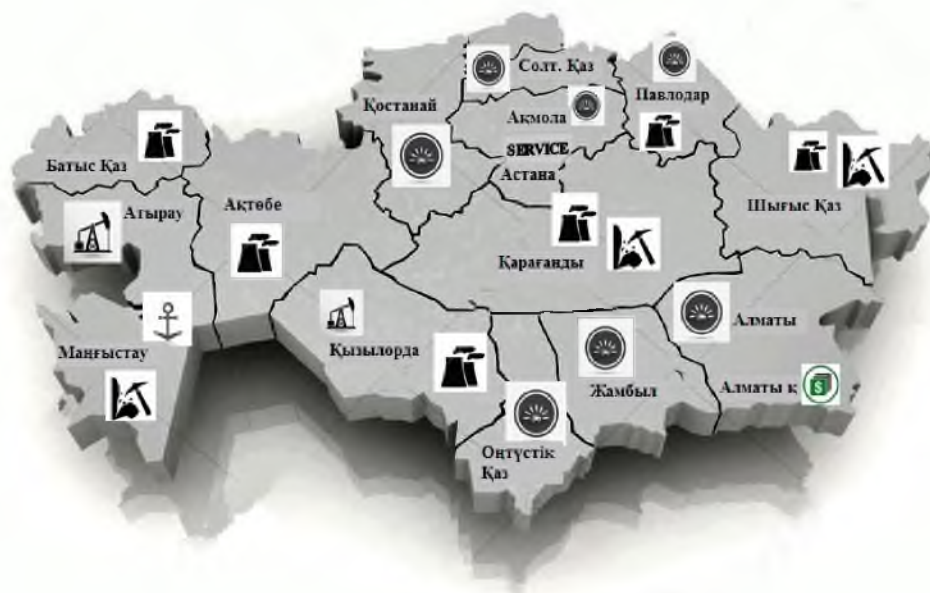 Солт. Қаз
Қостанай
Павлодар
Ақмола
SERVICE
Батыс Қаз
Астана
Атырау
Ақтөбе
Шығыс Қаз
Қарағанды
Маңғыстау
Қызылорда
Алматы
Жамбыл
Алматы қ
$
Оңтүстік
Қаз